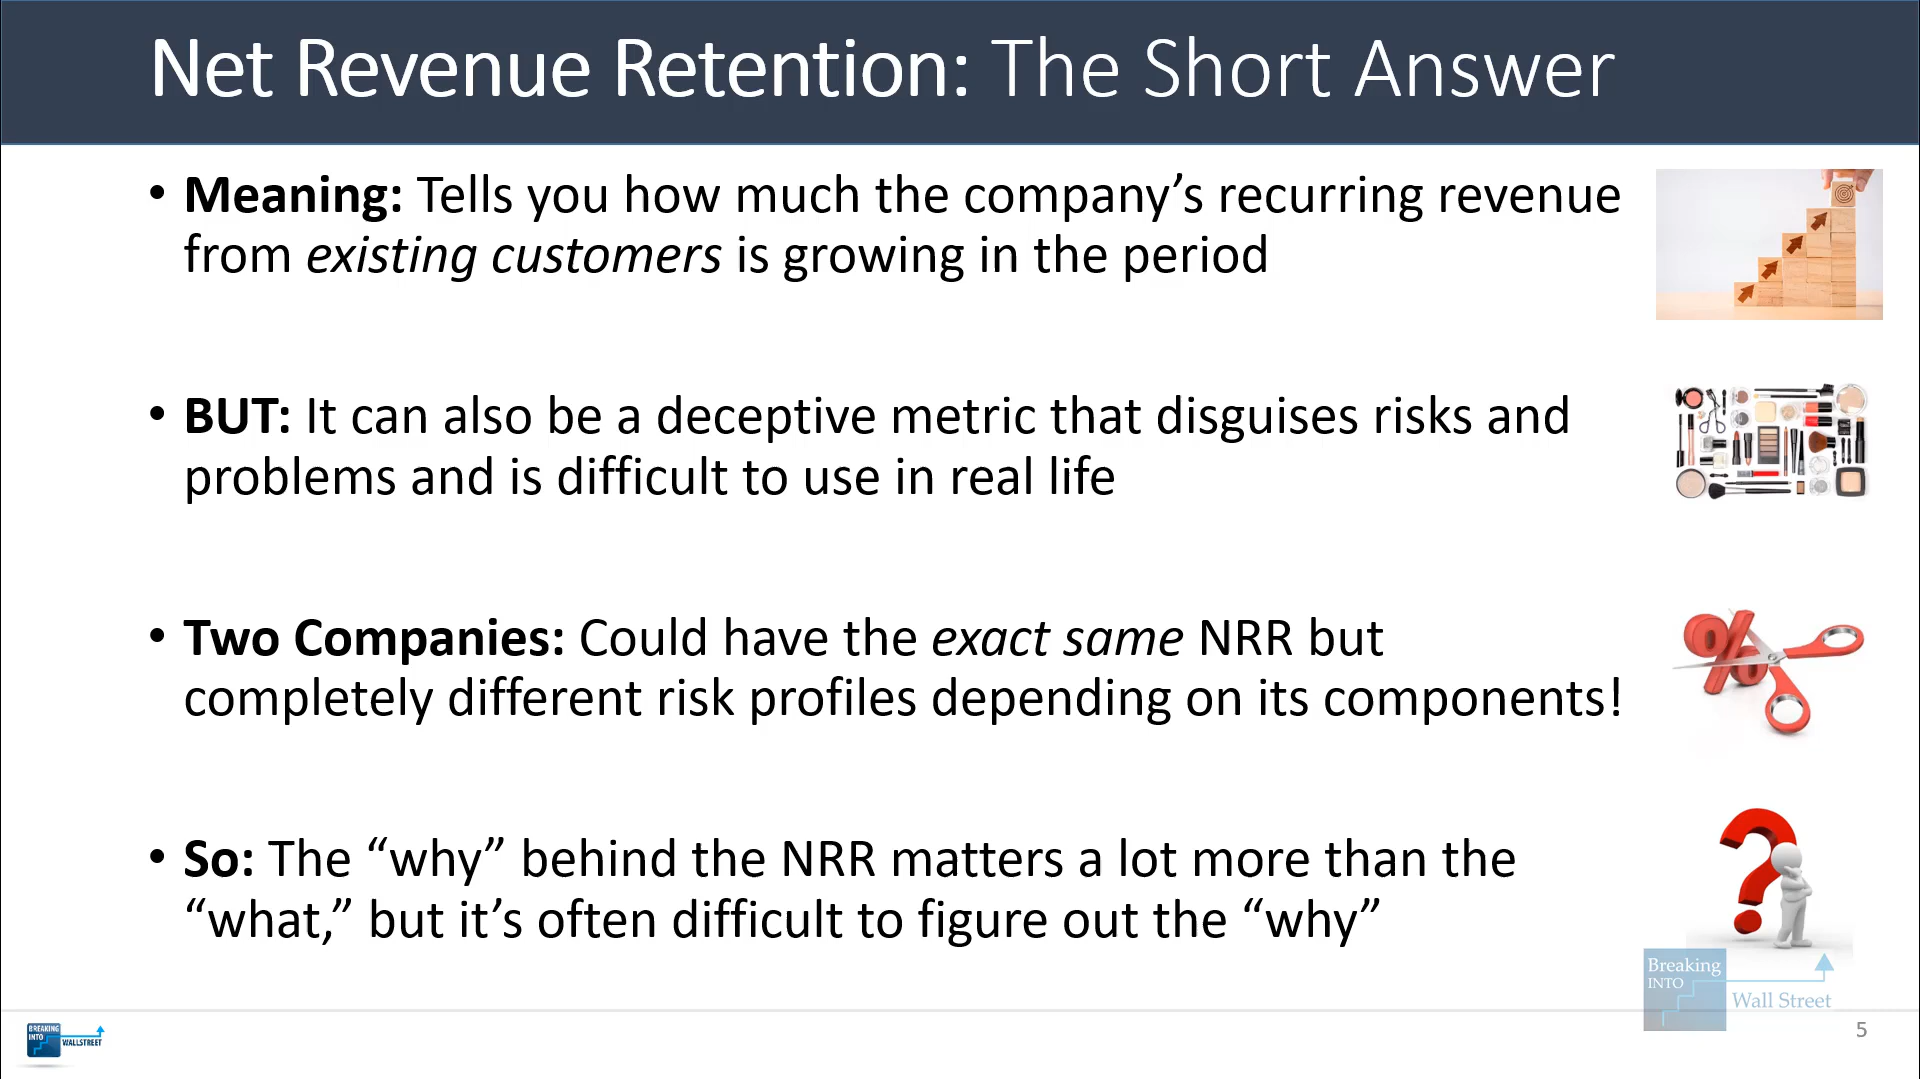 Net Revenue Retention: The Short Answer
• Meaning: Tells you how much the company’s recurring revenue
from existing customers is growing in the period
• BUT: It can also be a deceptive metric that disguises risks and
problems and is difficult to use in real life
• Two Companies: Could have the exact same NRR but
completely different risk profiles depending on its components!
• So: The “why” behind the NRR matters a lot more than the
“what,” but it’s often difficult to figure out the “why”
Breaking
INTO
Wall Street
BREAKING
INTO
WALLSTREET
5